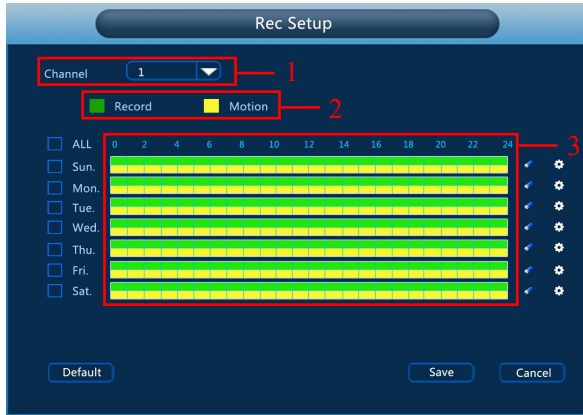 Rec Setup
Channel 1 1
Record Motion 2
ALL 0 2 4 6 8 10 12 14 16 18 20 22 24 3
Sun.
Mon.
Tue.
Wed.
Thu.
Fri.
Sat.
Default Save Cancel